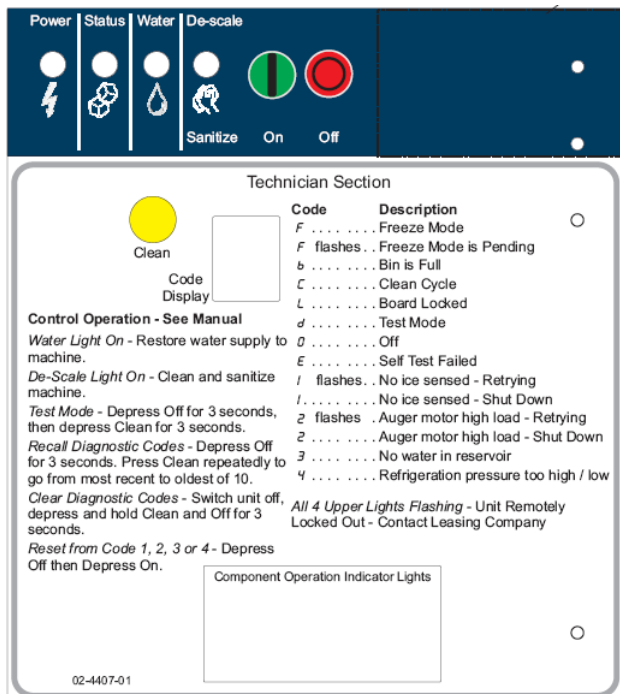 Power Status Water De-scale
Sanitize On Off
Technician Section
Clean
Code
Display
Control Operation - See Manual
Water Light On - Restore water supply to
machine.
De-Scale Light On - Clean and sanitize
machine.
Test Mode - Depress Off for 3 seconds,
then depress Clean for 3 seconds.
Recall Diagnostic Codes - Depress Off
for 3 seconds. Press Clean repeatedly to
go from most recent to oldest of 10.
Clear Diagnostic Codes - Switch unit off,
depress and hold Clean and Off for 3
seconds.
Reset from Code 1, 2, 3 or 4 - Depress
Off then Depress On.
Code Description
F . . . . . . . . Freeze Mode
F flashes . . Freeze Mode is Pending
b . . . . . . . . Bin is Full
C . . . . . . . . Clean Cycle
L . . . . . . . . Board Locked
d . . . . . . . . Test Mode
0 . . . . . . . . Off
E . . . . . . . . Self Test Failed
1 flashes . . No ice sensed - Retrying
1 . . . . . . . . No ice sensed - Shut Down
2 flashes . Auger motor high load - Retrying
2 . . . . . . . . Auger motor high load - Shut Down
3 . . . . . . . . No water in reservoir
4 . . . . . . . . Refrigeration pressure too high / low
All 4 Upper Lights Flashing - Unit Remotely
Locked Out - Contact Leasing Company
Component Operation Indicator Lights
02-4407-01